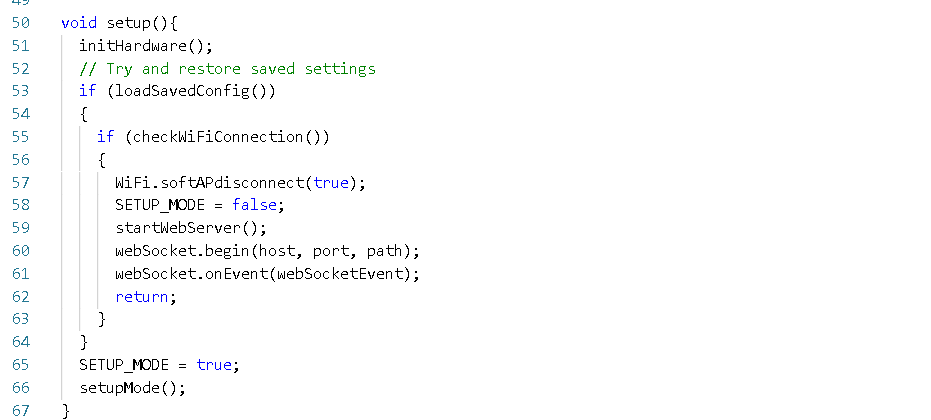 49
50 void setup(){
51 initHardware();
52 // Try and restore saved settings
53 if (loadSavedConfig())
54 {
55 if (checkWiFiConnection())
56 {
57 WiFi.softAPdisconnect(true);
58 SETUP_MODE = false;
59 startWebServer();
60 webSocket.begin(host, port, path);
61 webSocket.onEvent(webSocketEvent);
62 return;
63 }
64 }
65 SETUP_MODE = true;
66 setupMode();
67 }